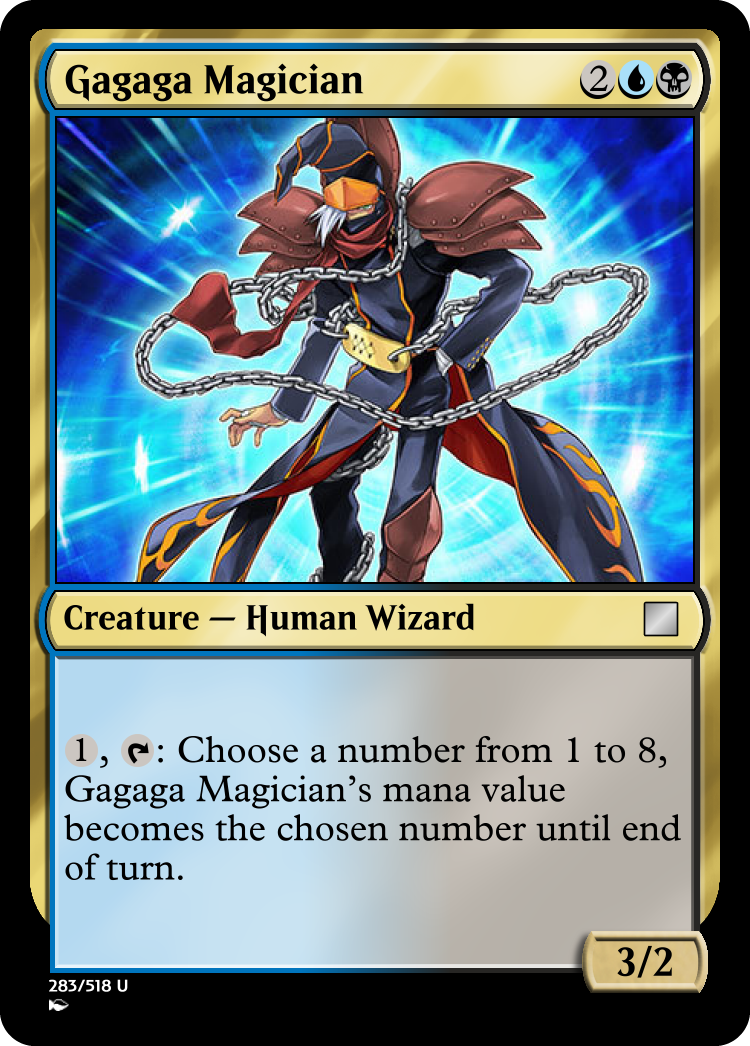 Gagaga Magician 2
Creature — Human Wizard
1, : Choose a number from 1 to 8,
Gagaga Magician's mana value
becomes the chosen number until end
of turn.
3/2
283/518 U